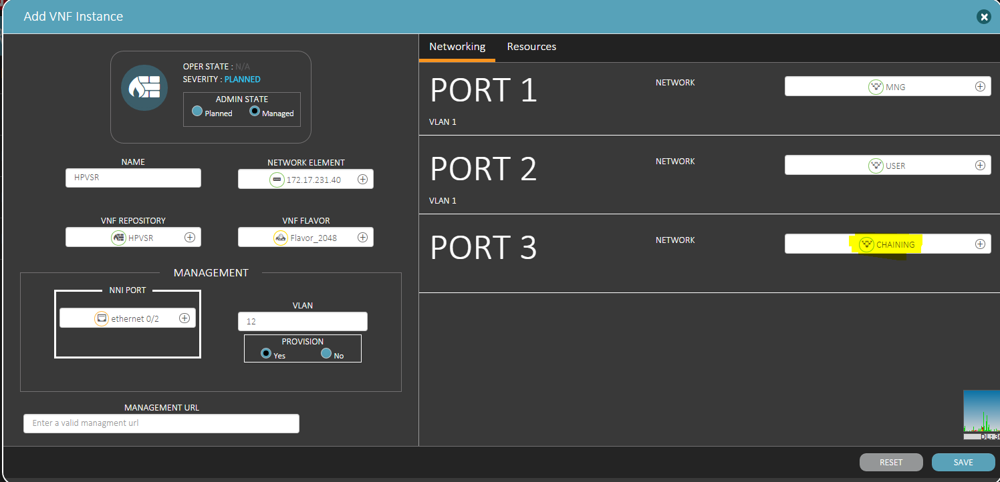 Add VNF Instance
OPER STATE : N/A
SEVERITY : PLANNED
ADMIN STATE
Planned Managed
NAME
HPVSR
NETWORK ELEMENT
172.17.231.40
VNF REPOSITORY
HPVSR
VNF FLAVOR
Flavor_2048
MANAGEMENT
NNI PORT
ethernet 0/2
VLAN
12
PROVISION
Yes No
MANAGEMENT URL
Enter a valid managment url
Networking Resources
PORT 1
NETWORK
MNG
VLAN 1
PORT 2
NETWORK
USER
VLAN 1
PORT 3
NETWORK
CHAINING
RESET SAVE